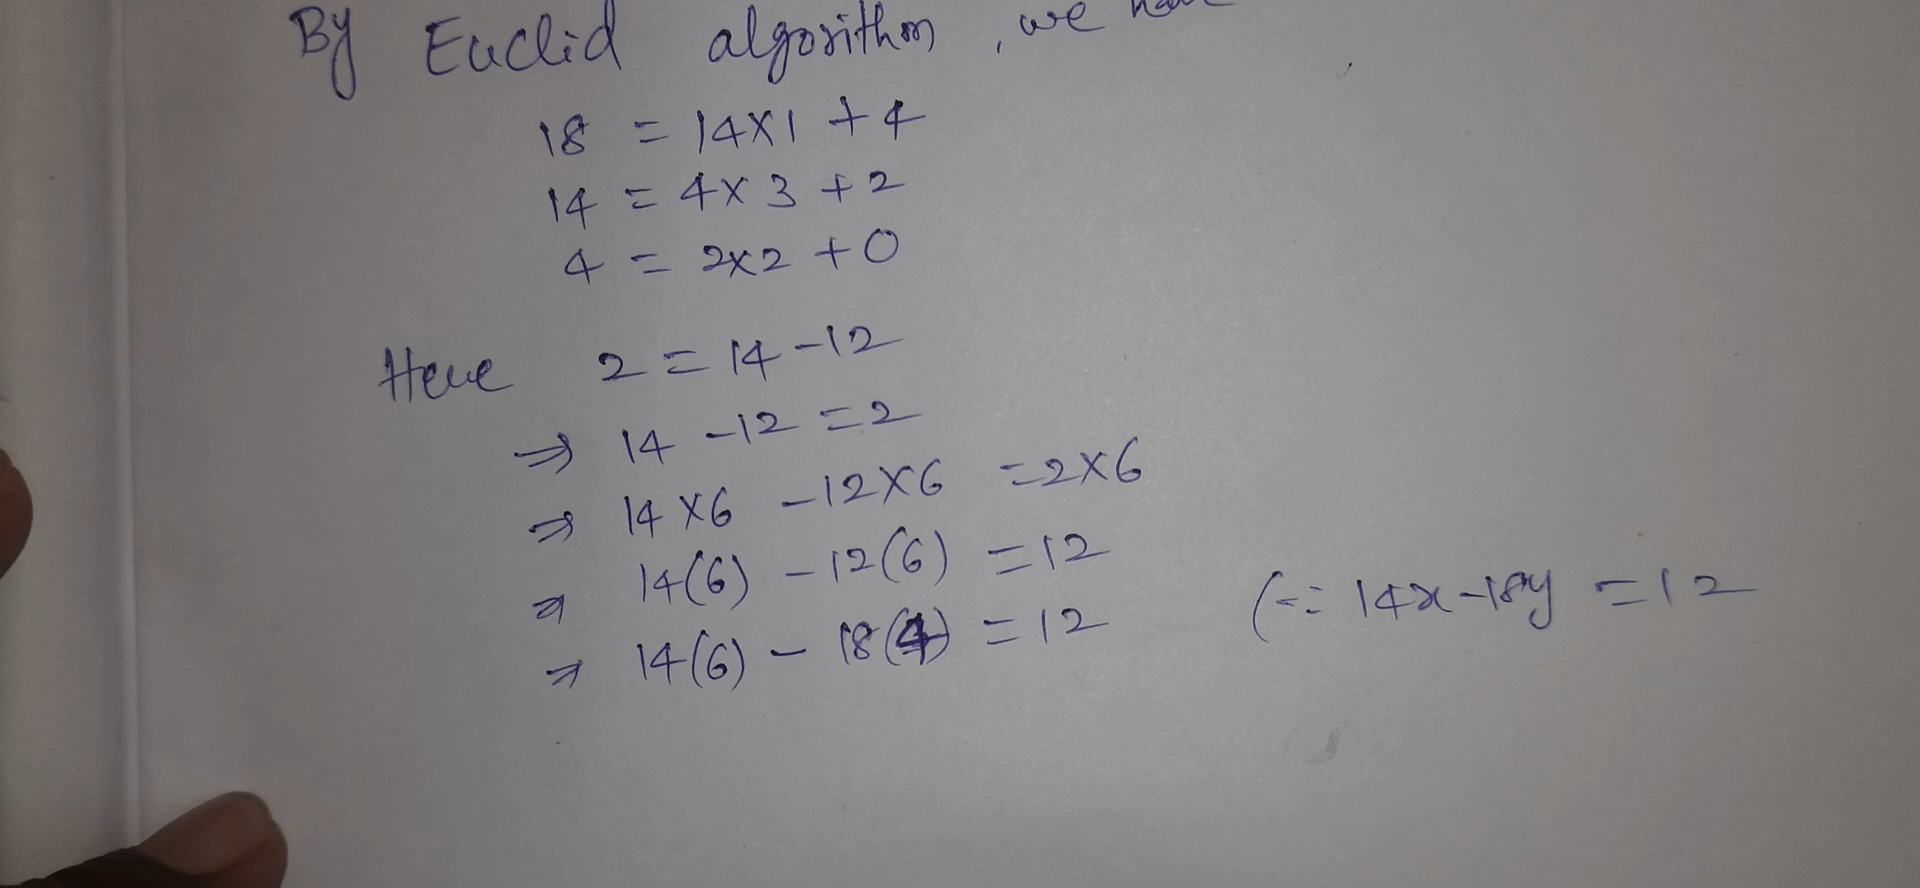 By Euclid algorithm, we have
18 = 14×1 + 4
14 = 4×3 + 2
4 = 2×2 + 0
Here 2 = 14 - 12
⇒ 14 - 12 = 2
⇒ 14×6 - 12×6 = 2×6
⇒ 14(6) - 12(6) = 12
⇒ 14(6) - 18(4) = 12 (∵ 14x - 18y = 12